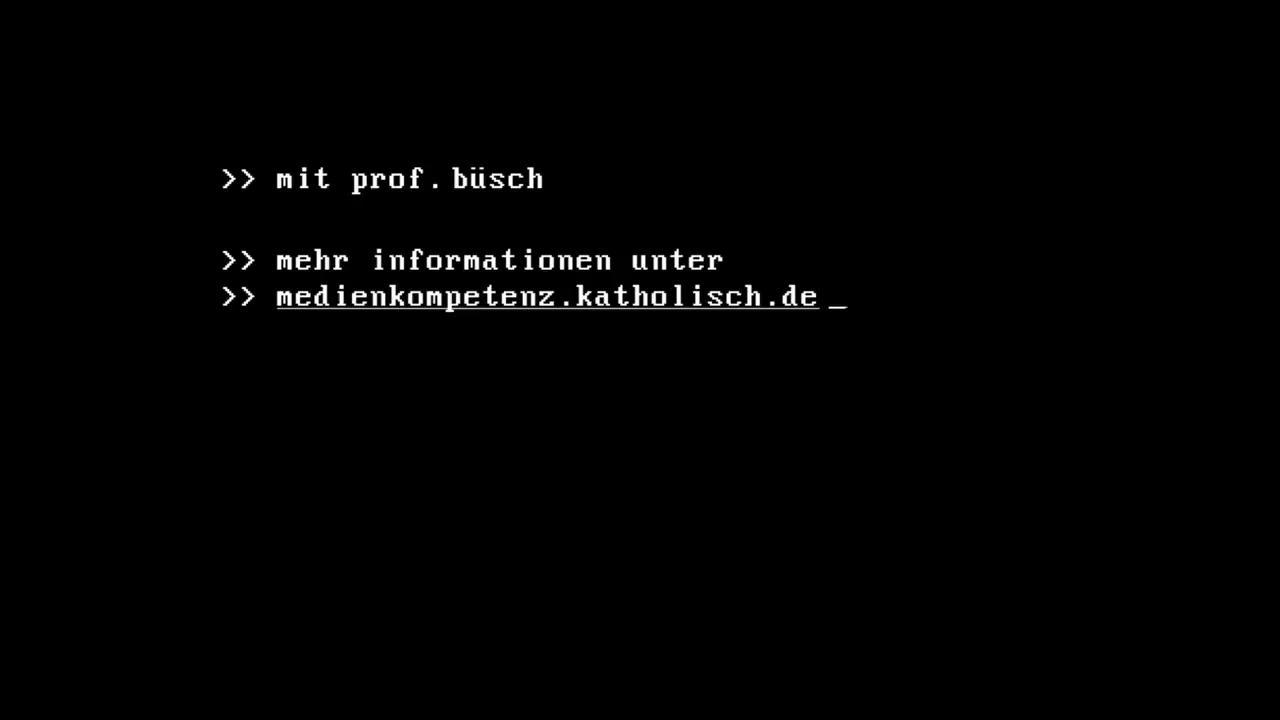 >> mit prof.büsch
>> mehr informationen unter
>> medienkompetenz.katholisch.de _